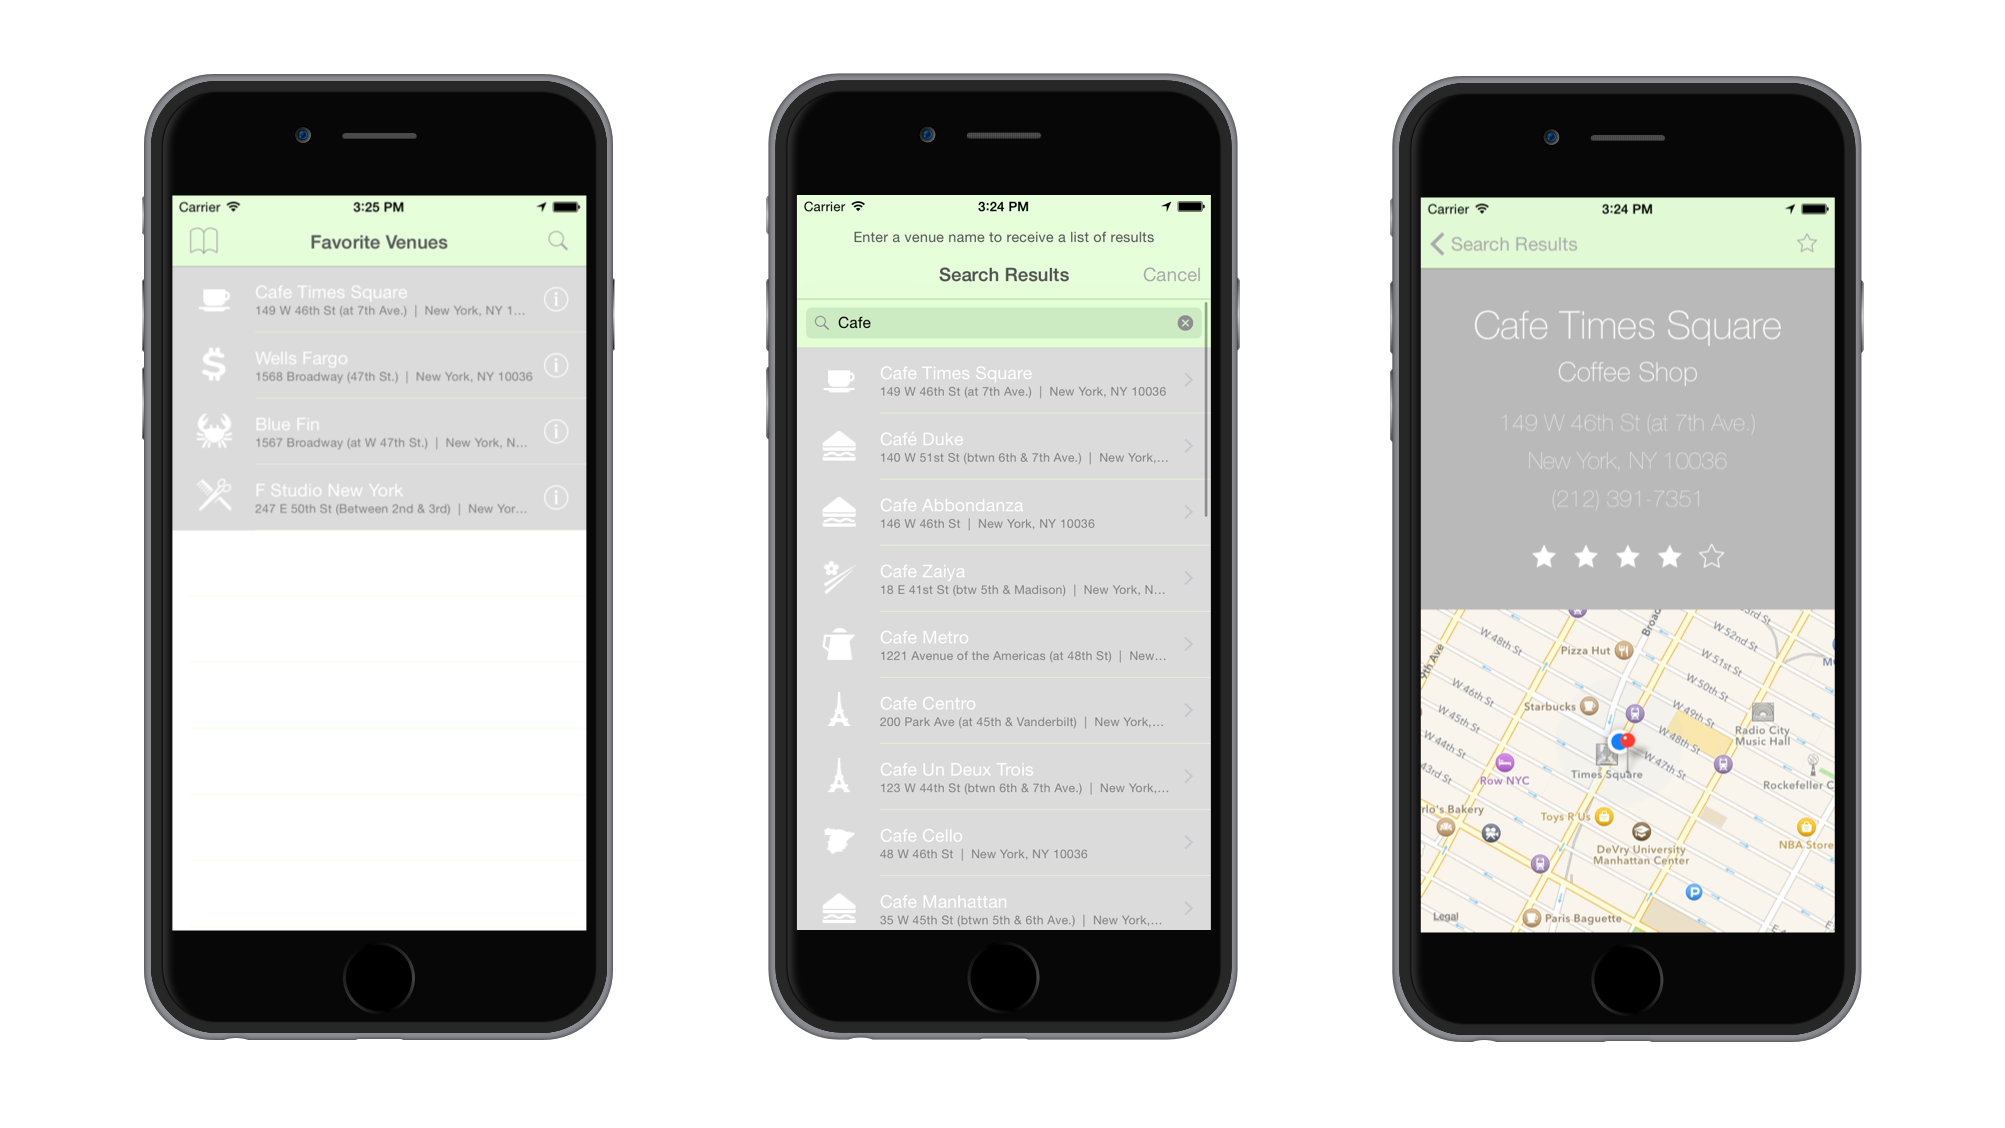 Carrier 3:25 PM
Favorite Venues
Cafe Times Square
149 W 46th St (at 7th Ave.) | New York, NY 1...
Wells Fargo
1568 Broadway (47th St.) | New York, NY 10036
Blue Fin
1567 Broadway (at W 47th St.) | New York, N...
F Studio New York
247 E 50th St (Between 2nd & 3rd) | New Yor...
Carrier 3:24 PM
Enter a venue name to receive a list of results
Search Results Cancel
Cafe
Cafe Times Square
149 W 46th St (at 7th Ave.) | New York, NY 10036
Café Duke
140 W 51st St (btwn 6th & 7th Ave.) | New York,...
Cafe Abbondanza
146 W 46th St | New York, NY 10036
Cafe Zaiya
18 E 41st St (btw 5th & Madison) | New York, N...
Cafe Metro
1221 Avenue of the Americas (at 48th St) | New...
Cafe Centro
200 Park Ave (at 45th & Vanderbilt) | New York,...
Cafe Un Deux Trois
123 W 44th St (btwn 6th & 7th Ave.) | New York,...
Cafe Cello
48 W 46th St | New York, NY 10036
Cafe Manhattan
35 W 45th St (btwn 5th & 6th Ave.) | New York,...
Carrier 3:24 PM
Search Results
Cafe Times Square
Coffee Shop
149 W 46th St (at 7th Ave.)
New York, NY 10036
(212) 391-7351
53rd St
Broad
W 52nd St
W 48th St
Pizza Hut
W 51st St
9th Ave
W 50th St
W 46th St
Starbucks
W 49th St
W 45th St
Radio City
Music Hall
W 48th St
W 44th St
W 47th St
Times Square
43rd St
Row NYC
Rockefeller C
rlo's Bakery
Toys R Us
DeVry University
Manhattan Center
NBA Store
P
Legal
Paris Baguette